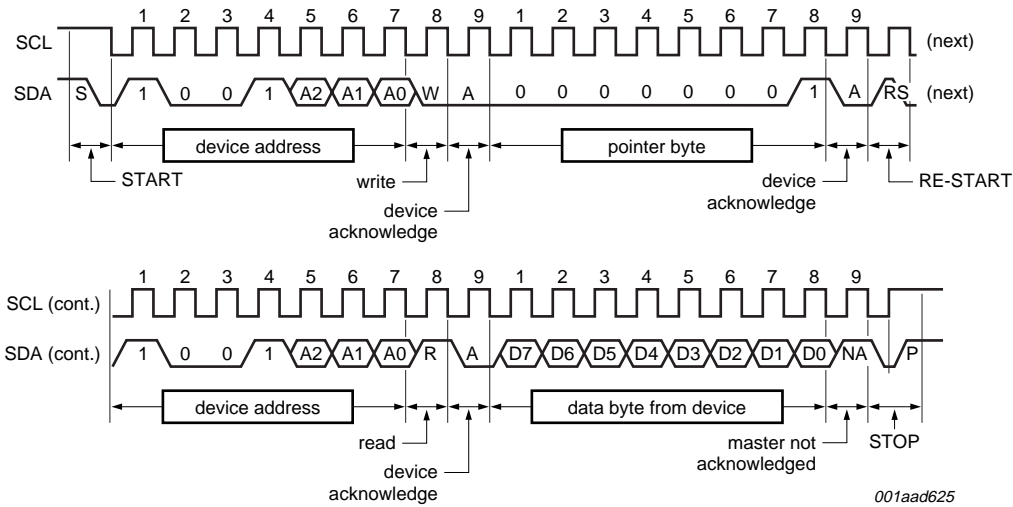 1 2 3 4 5 6 7 8 9 1 2 3 4 5 6 7 8 9
SCL (next)
SDA S 1 0 0 1 A2 A1 A0 W A 0 0 0 0 0 0 0 1 A RS (next)
device address pointer byte
START write device acknowledge device acknowledge RE-START
1 2 3 4 5 6 7 8 9 1 2 3 4 5 6 7 8 9
SCL (cont.)
SDA (cont.) 1 0 0 1 A2 A1 A0 R A D7 D6 D5 D4 D3 D2 D1 D0 NA P
device address data byte from device
read device acknowledge master not acknowledged STOP
001aad625